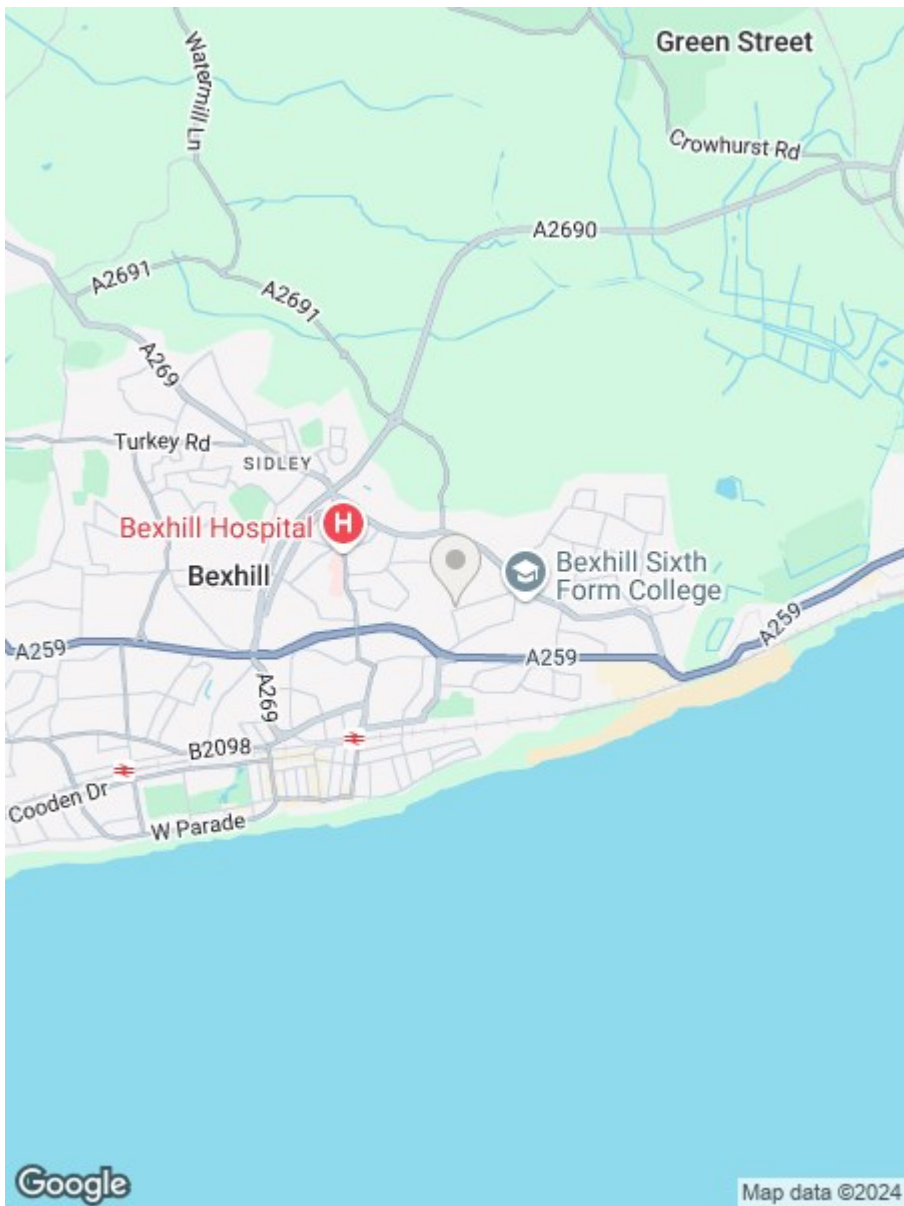 Green Street
Watermill Ln
Crowhurst Rd
A2690
A2691
A2691
A269
Turkey Rd
SIDLEY
Bexhill Hospital
H
Bexhill
Bexhill Sixth
Form College
A259
A259
A259
A269
B2098
Cooden Dr
W Parade
Google
Map data ©2024